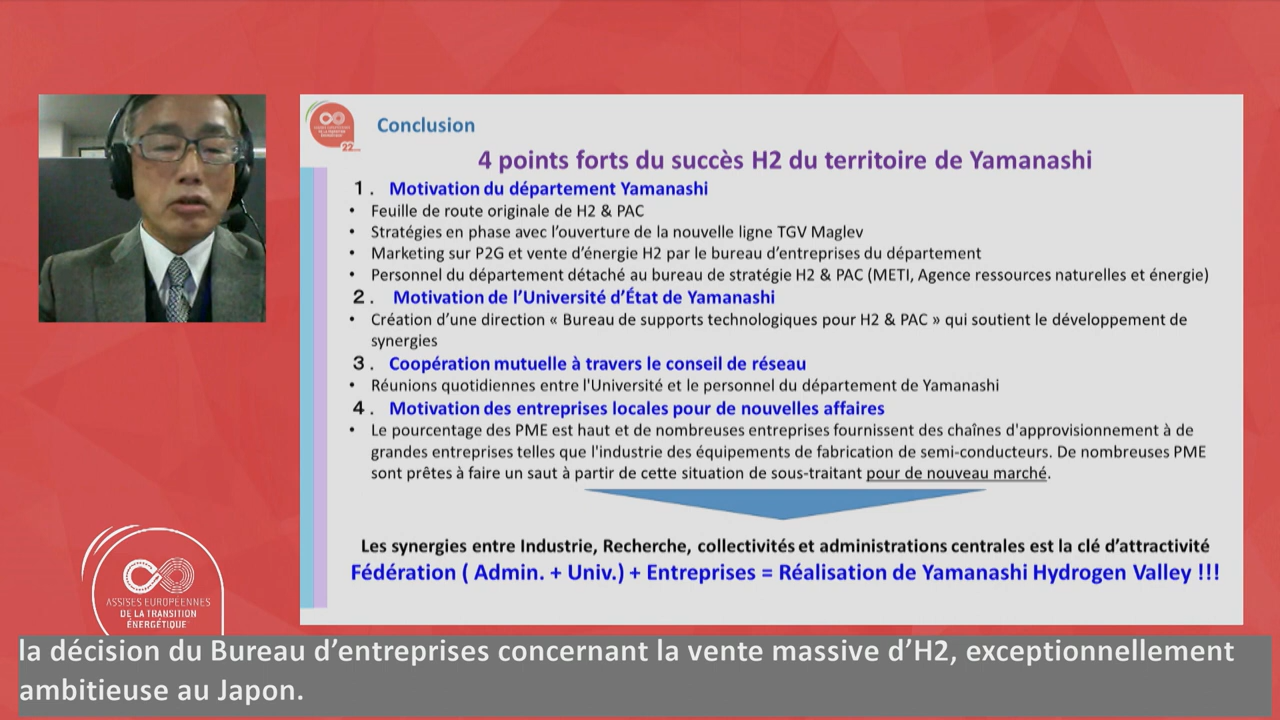 Conclusion
4 points forts du succès H2 du territoire de Yamanashi
1. Motivation du département Yamanashi
• Feuille de route originale de H2 & PAC
• Stratégies en phase avec l’ouverture de la nouvelle ligne TGV Maglev
• Marketing sur P2G et vente d’énergie H2 par le bureau d’entreprises du département
• Personnel du département détaché au bureau de stratégie H2 & PAC (METI, Agence ressources naturelles et énergie)
2. Motivation de l’Université d’État de Yamanashi
• Création d’une direction « Bureau de supports technologiques pour H2 & PAC » qui soutient le développement de
synergies
3. Coopération mutuelle à travers le conseil de réseau
• Réunions quotidiennes entre l'Université et le personnel du département de Yamanashi
4. Motivation des entreprises locales pour de nouvelles affaires
• Le pourcentage des PME est haut et de nombreuses entreprises fournissent des chaînes d'approvisionnement à de
grandes entreprises telles que l'industrie des équipements de fabrication de semi-conducteurs. De nombreuses PME
sont prêtes à faire un saut à partir de cette situation de sous-traitant pour de nouveau marché.
Les synergies entre Industrie, Recherche, collectivités et administrations centrales est la clé d’attractivité
Fédération ( Admin. + Univ.) + Entreprises = Réalisation de Yamanashi Hydrogen Valley !!!
22
ASSISES EUROPÉENNES
DE LA TRANSITION
ÉNERGÉTIQUE
la décision du Bureau d’entreprises concernant la vente massive d’H2, exceptionnellement
ambitieuse au Japon.